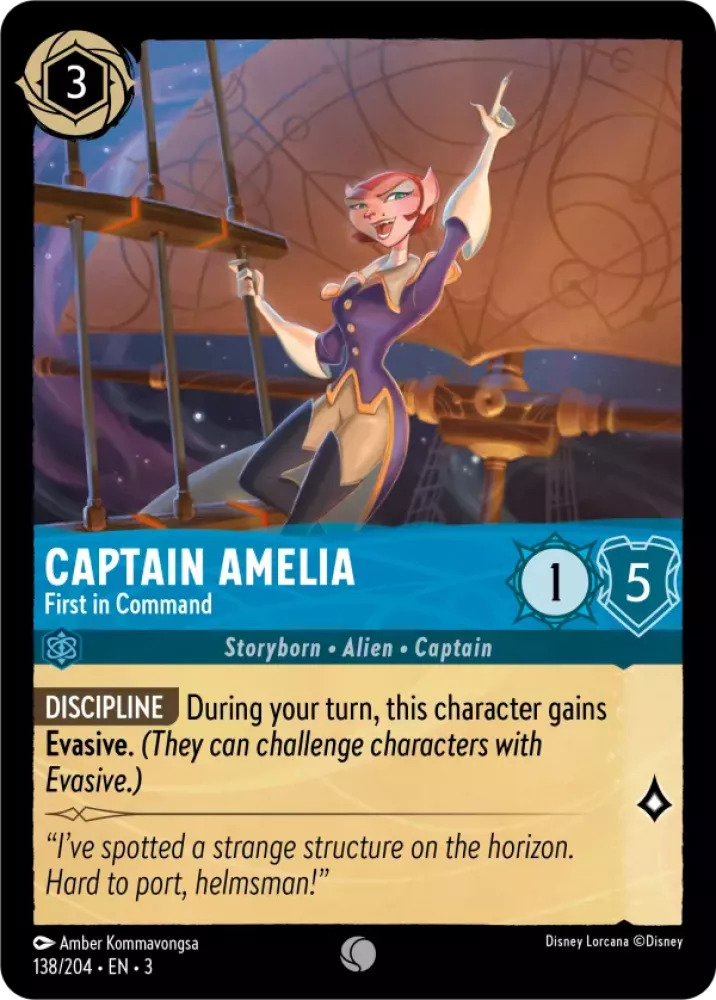 3
CAPTAIN AMELIA
First in Command
1
5
Storyborn • Alien • Captain
DISCIPLINE During your turn, this character gains
Evasive. (They can challenge characters with
Evasive.)
“I’ve spotted a strange structure on the horizon.
Hard to port, helmsman!”
Amber Kommavongsa
Disney Lorcana ©Disney
138/204 • EN • 3